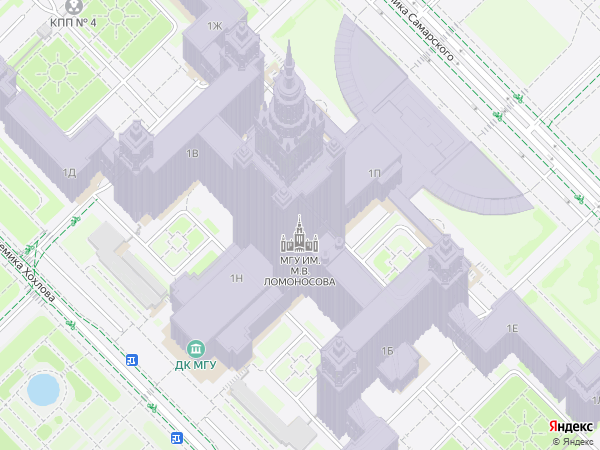 КПП № 4
1Ж
ника Самарского
1В
1Д
1П
МГУ ИМ.
М.В.
ЛОМОНОСОВА
1Н
емика Хохлова
1Е
1Б
ДК МГУ
Яндекс
© Яндекс